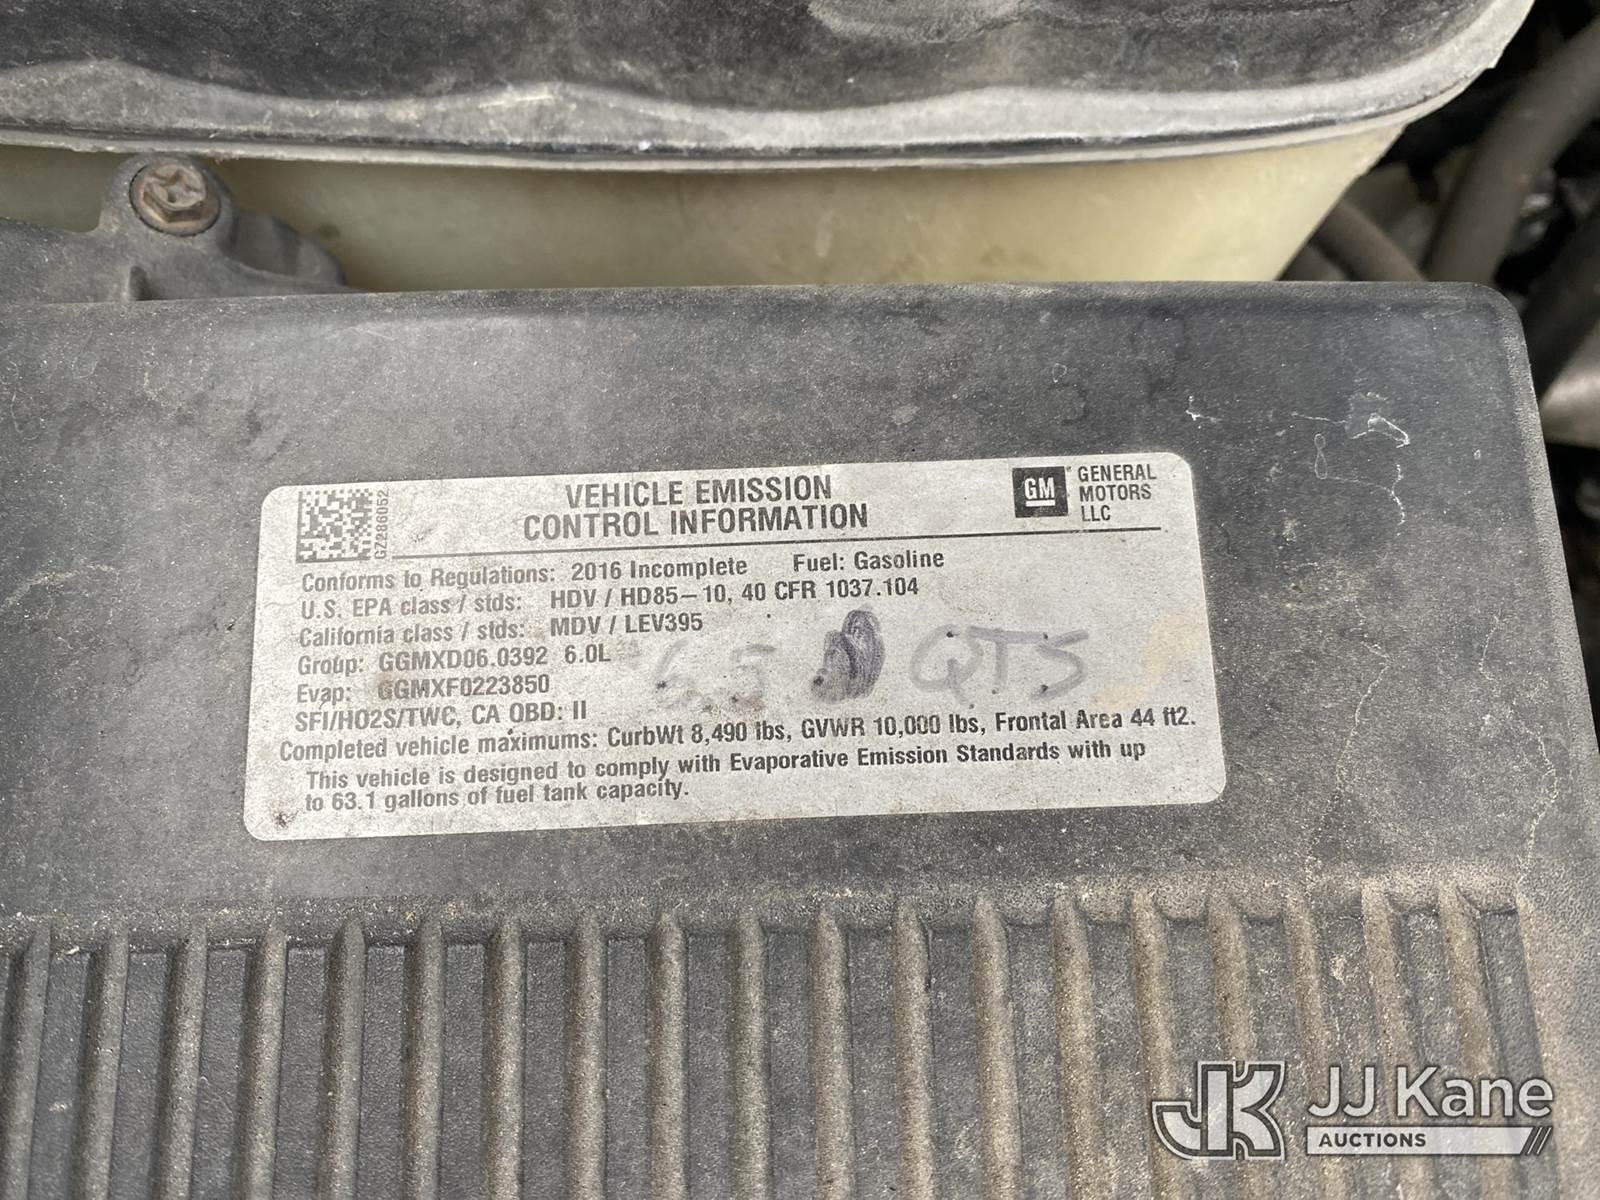 GZ286052
VEHICLE EMISSION
CONTROL INFORMATION
GM
GENERAL
MOTORS
LLC
Conforms to Regulations: 2016 Incomplete Fuel: Gasoline
U.S. EPA class / stds: HDV / HD85–10, 40 CFR 1037.104
California class / stds: MDV / LEV395
Group: GGMXD06.0392 6.0L
Evap: GGMXF0223850
6.5 QTS
SFI/HO2S/TWC, CA OBD: II
Completed vehicle maximums: CurbWt 8,490 lbs, GVWR 10,000 lbs, Frontal Area 44 ft2.
This vehicle is designed to comply with Evaporative Emission Standards with up
to 63.1 gallons of fuel tank capacity.
JK JJ Kane
AUCTIONS